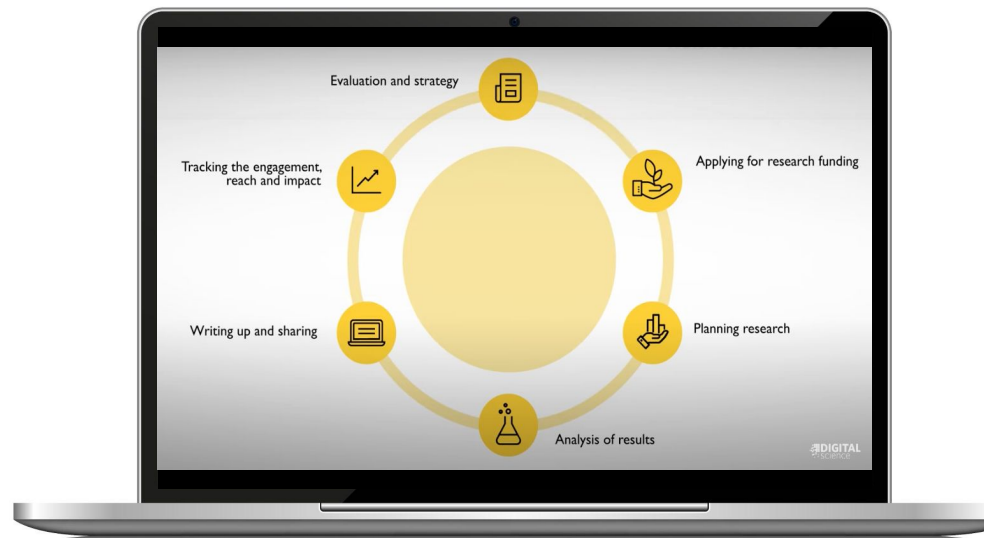 Evaluation and strategy
Applying for research funding
Planning research
Analysis of results
Writing up and sharing
Tracking the engagement,
reach and impact
DIGITAL
science